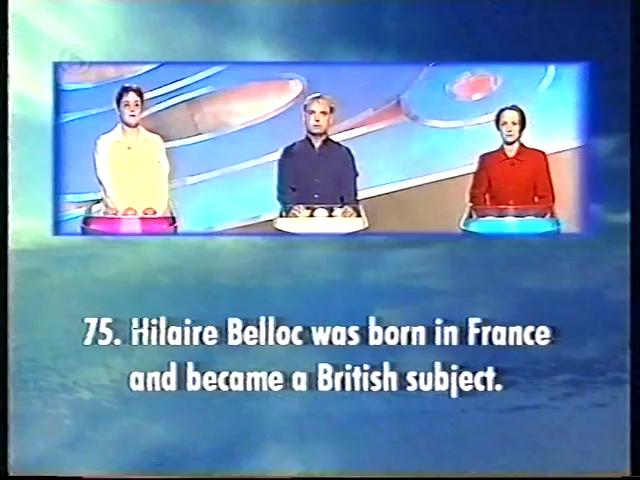 75. Hilaire Belloc was born in France
and became a British subject.